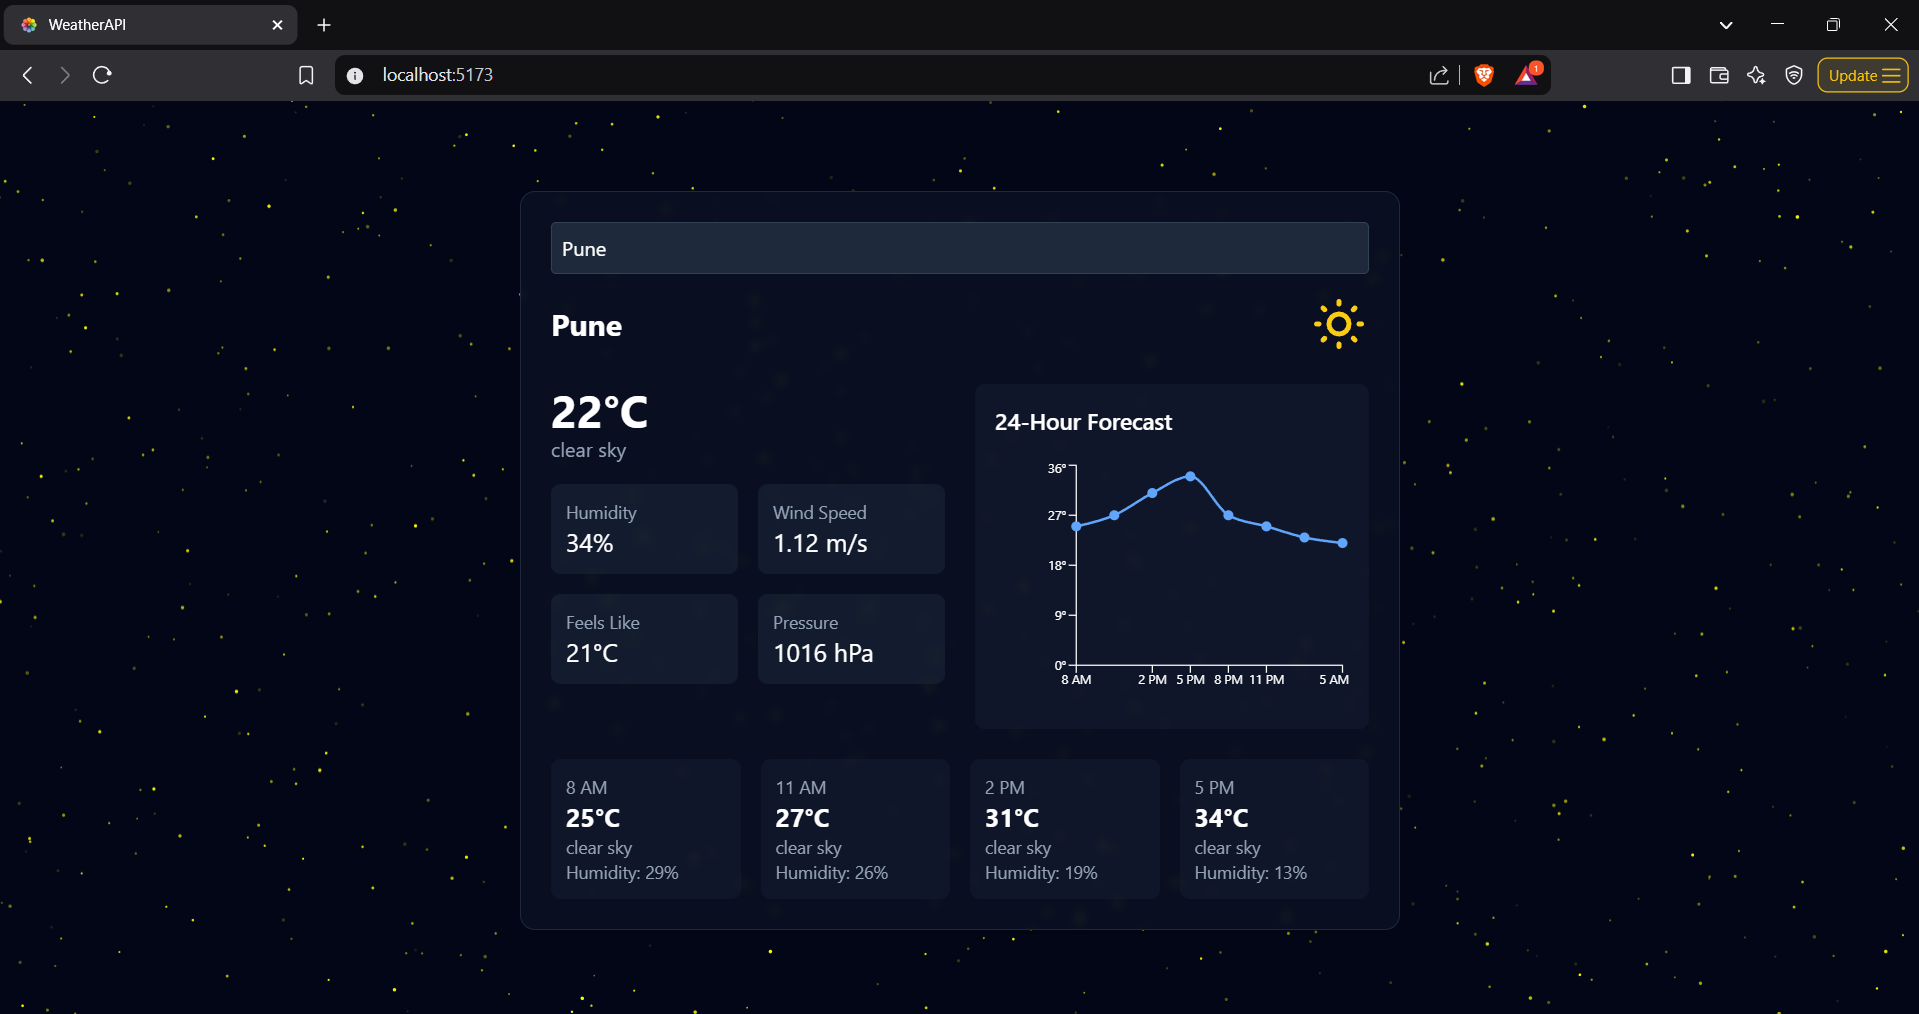 WeatherAPI
localhost:5173
1
Update
Pune
Pune
22°C
clear sky
Humidity
34%
Wind Speed
1.12 m/s
Feels Like
21°C
Pressure
1016 hPa
24-Hour Forecast
36°
27°
18°
9°
0°
8 AM 2 PM 5 PM 8 PM 11 PM 5 AM
8 AM
25°C
clear sky
Humidity: 29%
11 AM
27°C
clear sky
Humidity: 26%
2 PM
31°C
clear sky
Humidity: 19%
5 PM
34°C
clear sky
Humidity: 13%